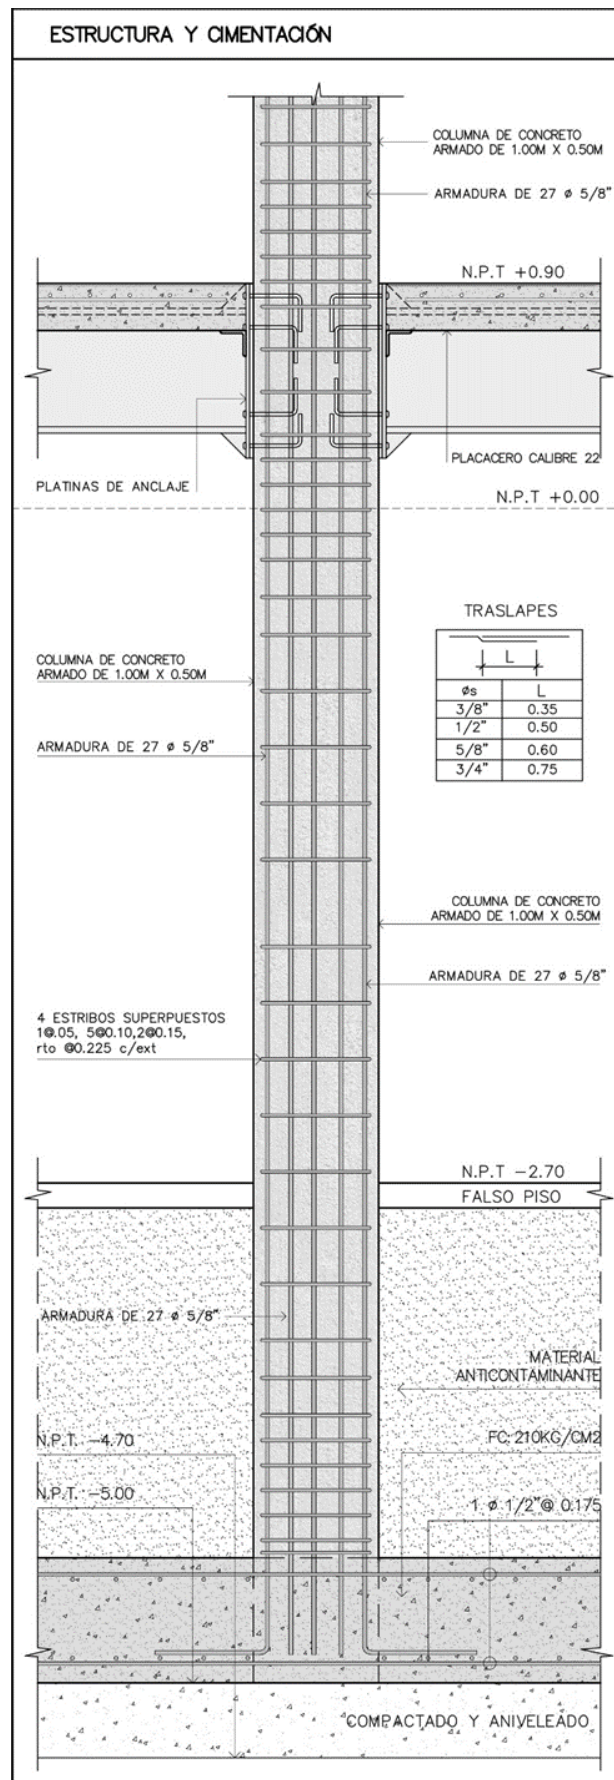 ESTRUCTURA Y CIMENTACIÓN
COLUMNA DE CONCRETO
ARMADO DE 1.00M X 0.50M
ARMADURA DE 27 ø 5/8"
N.P.T +0.90
PLACACERO CALIBRE 22
PLATINAS DE ANCLAJE
N.P.T +0.00
TRASLAPES
L
øs L
3/8" 0.35
1/2" 0.50
5/8" 0.60
3/4" 0.75
COLUMNA DE CONCRETO
ARMADO DE 1.00M X 0.50M
ARMADURA DE 27 ø 5/8"
COLUMNA DE CONCRETO
ARMADO DE 1.00M X 0.50M
ARMADURA DE 27 ø 5/8"
4 ESTRIBOS SUPERPUESTOS
1@.05, 5@0.10,2@0.15,
rto @0.225 c/ext
N.P.T -2.70
FALSO PISO
ARMADURA DE 27 ø 5/8"
MATERIAL
ANTICONTAMINANTE
N.P.T. -4.70
FC 210KG/CM2
N.P.T. -5.00
1 ø 1/2"@ 0.175
COMPACTADO Y ANIVELEADO